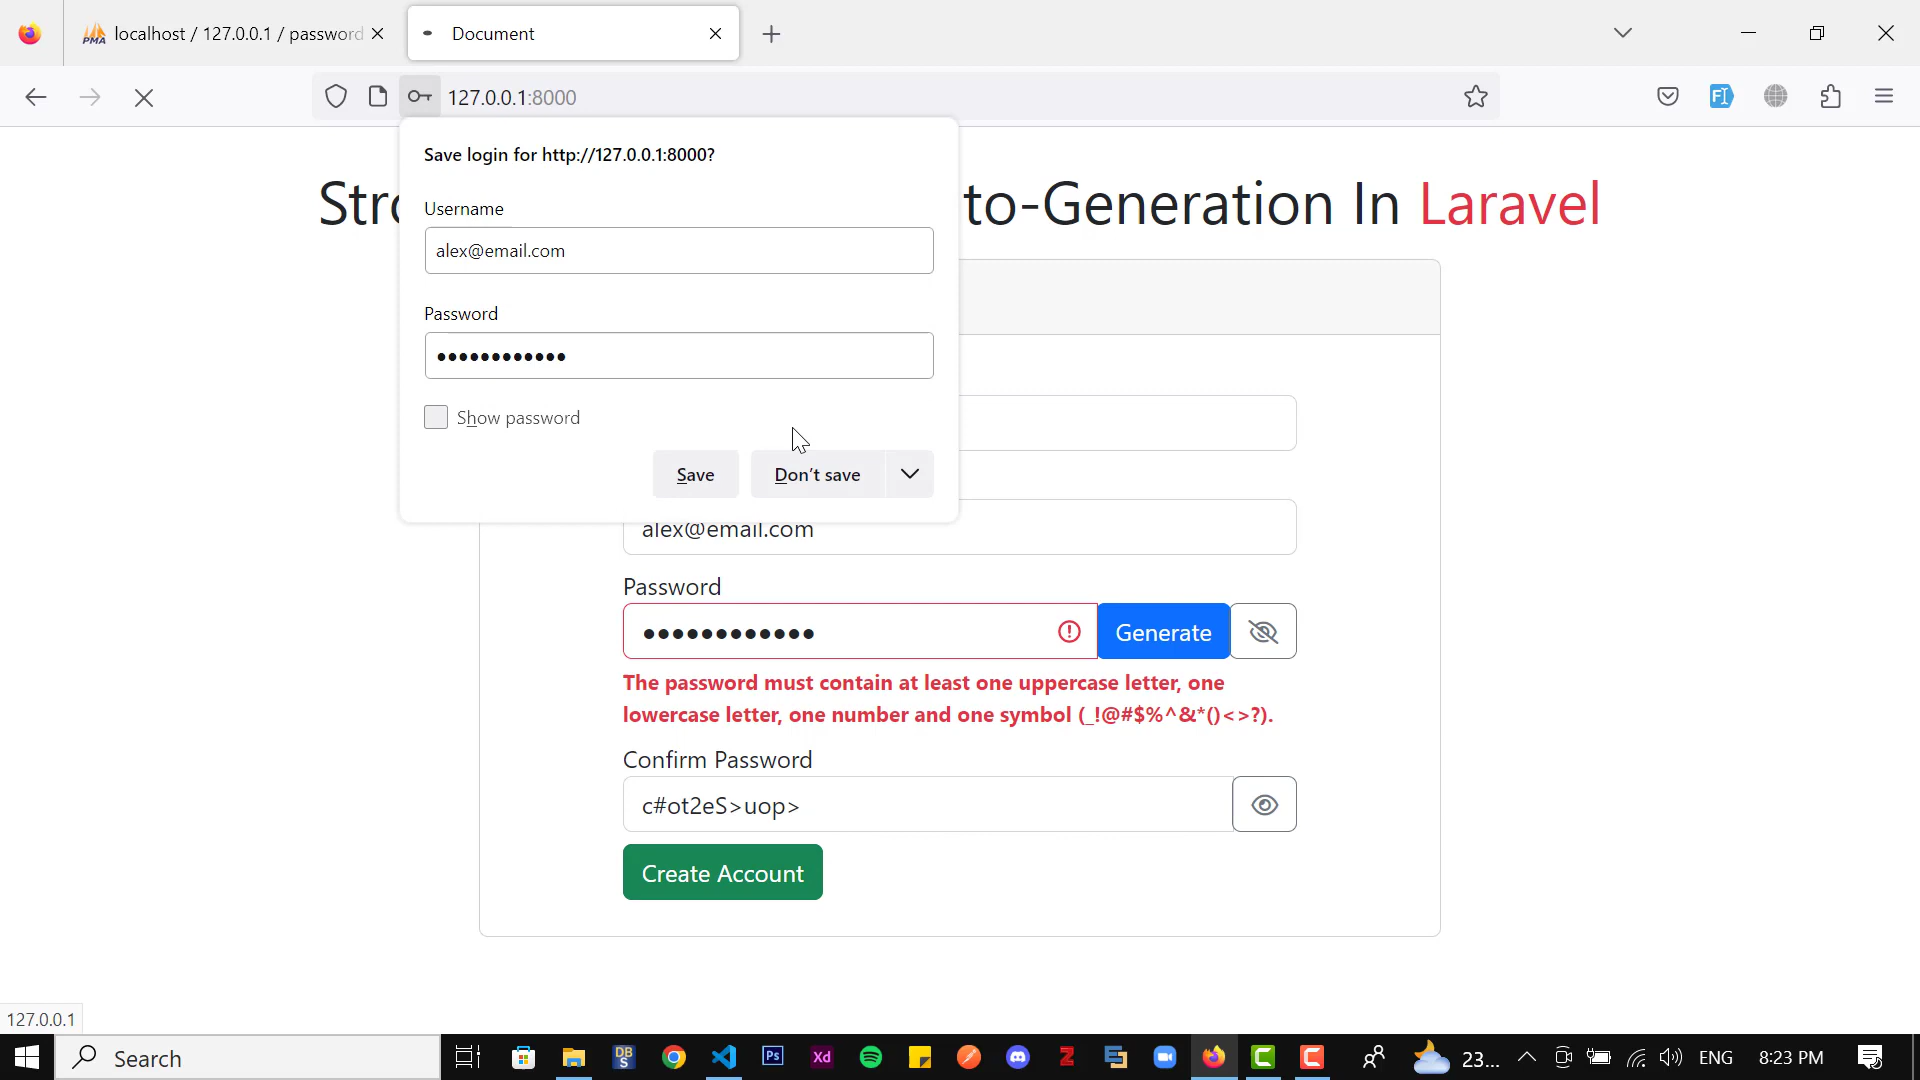 localhost / 127.0.0.1 / password
Document
127.0.0.1:8000
Save login for http://127.0.0.1:8000?
Username
alex@email.com
Password
●●●●●●●●●●●●
Show password
Save
Don't save
to-Generation In Laravel
alex@email.com
Password
●●●●●●●●●●●●
Generate
The password must contain at least one uppercase letter, one
lowercase letter, one number and one symbol (_!@#$%^&*()<>?).
Confirm Password
c#ot2eS>uop>
Create Account
127.0.0.1
Search
DBS
Ps
Xd
Z
23...
ENG
8:23 PM